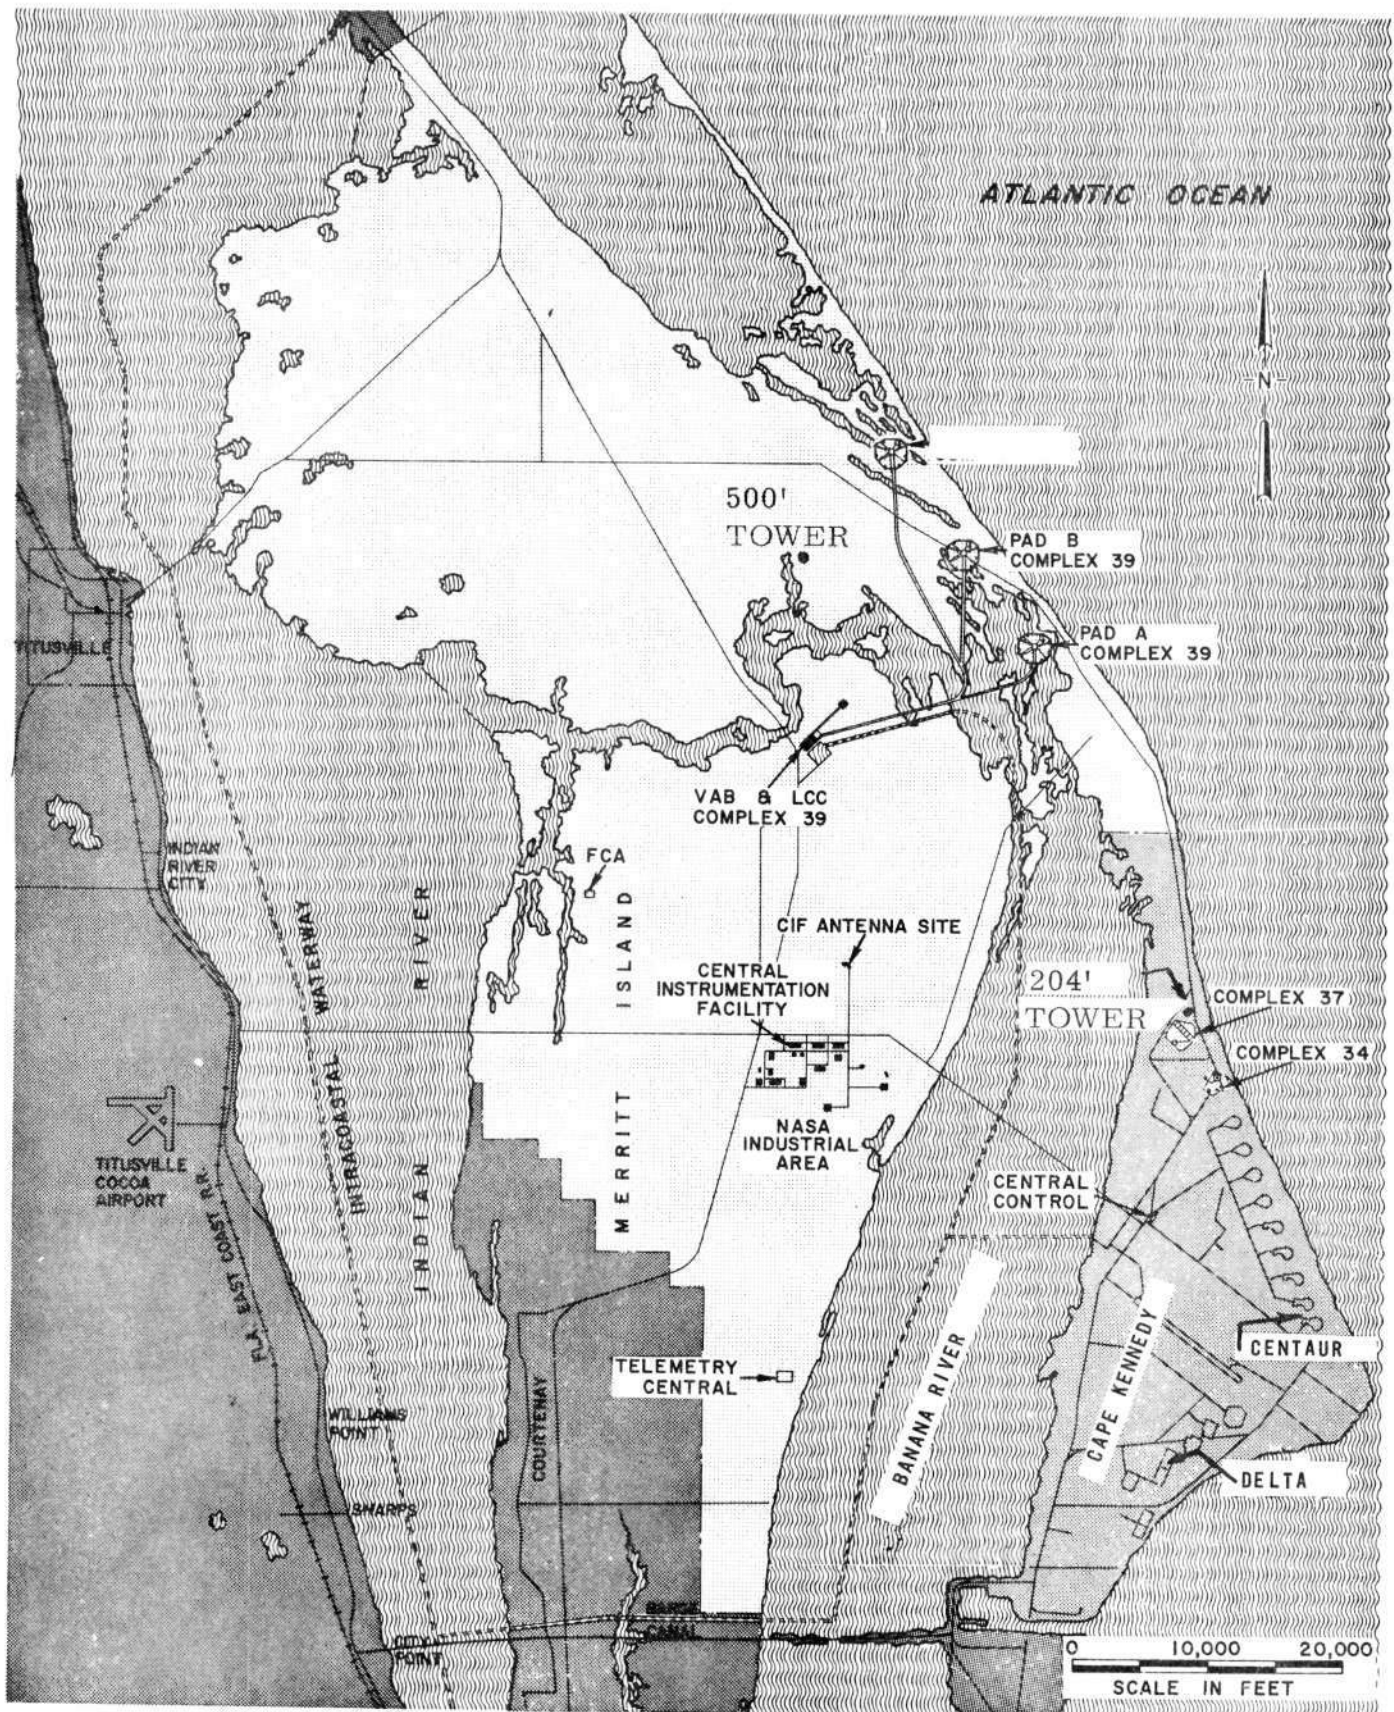 ATLANTIC OCEAN
-N-
500'
TOWER
PAD B
COMPLEX 39
PAD A
COMPLEX 39
TITUSVILLE
VAB & LCC
COMPLEX 39
INDIAN
RIVER
CITY
FCA
CIF ANTENNA SITE
CENTRAL
INSTRUMENTATION
FACILITY
204'
TOWER
COMPLEX 37
COMPLEX 34
INTRACOASTAL WATERWAY
INDIAN RIVER
MERRITT ISLAND
NASA
INDUSTRIAL
AREA
TITUSVILLE
COCOA
AIRPORT
FLA. EAST COAST R.R.
CENTRAL
CONTROL
CENTAUR
TELEMETRY
CENTRAL
BANANA RIVER
CAPE KENNEDY
WILLIAMS
POINT
COURTENAY
DELTA
SHARPS
BARGE
CANAL
CITY
POINT
0 10,000 20,000
SCALE IN FEET